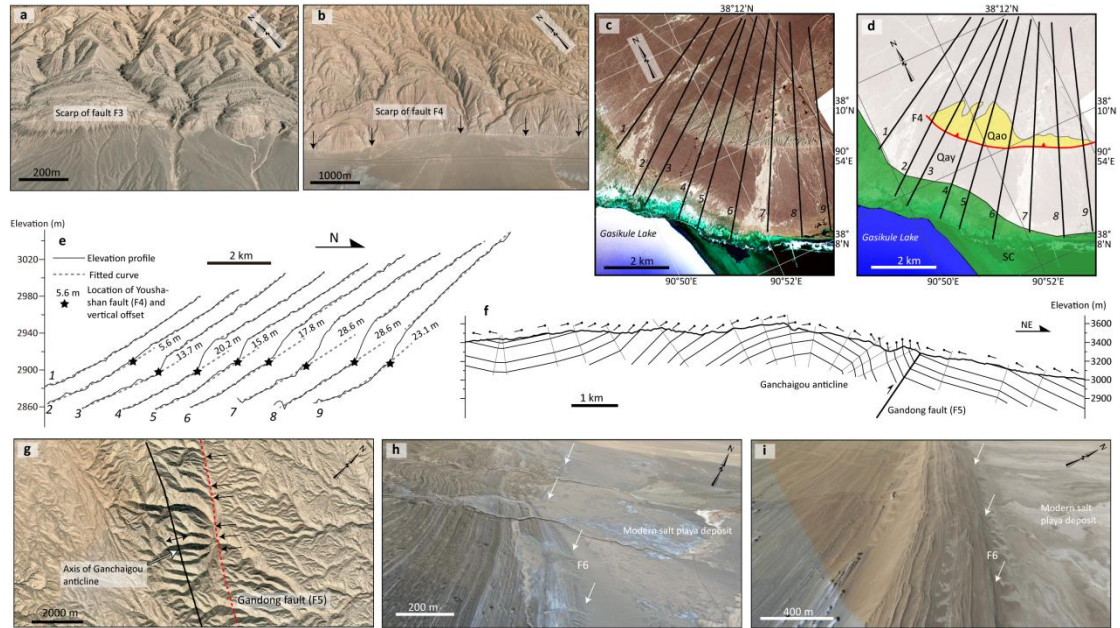 a
N
Scarp of fault F3
200m
b
N
Scarp of fault F4
1000m
c
38°12'N
N
38°
10'N
90°
54'E
1
2
3
4
5
6
7
8
9
Gasikule Lake
38°
8'N
2 km
90°50'E
90°52'E
d
38°12'N
N
38°
10'N
90°
54'E
F4
Qao
Qay
1
2
3
4
5
6
7
8
9
Gasikule Lake
SC
38°
8'N
2 km
90°50'E
90°52'E
Elevation (m)
e
N
3020
2980
2940
2900
2860
2 km
Elevation profile
Fitted curve
5.6 m
Location of Yousha-
shan fault (F4) and
vertical offset
5.6 m
13.7 m
20.2 m
15.8 m
17.8 m
28.6 m
28.6 m
23.1 m
1
2
3
4
5
6
7
8
9
f
Elevation (m)
NE
3600
3400
3200
3000
2900
3600
3400
3200
3000
2900
Ganchaigou anticline
Gandong fault (F5)
1 km
g
N
Axis of Ganchaigou
anticline
Gandong fault (F5)
2000 m
h
N
Modern salt playa deposit
F6
200 m
i
N
Modern salt
playa deposit
F6
400 m